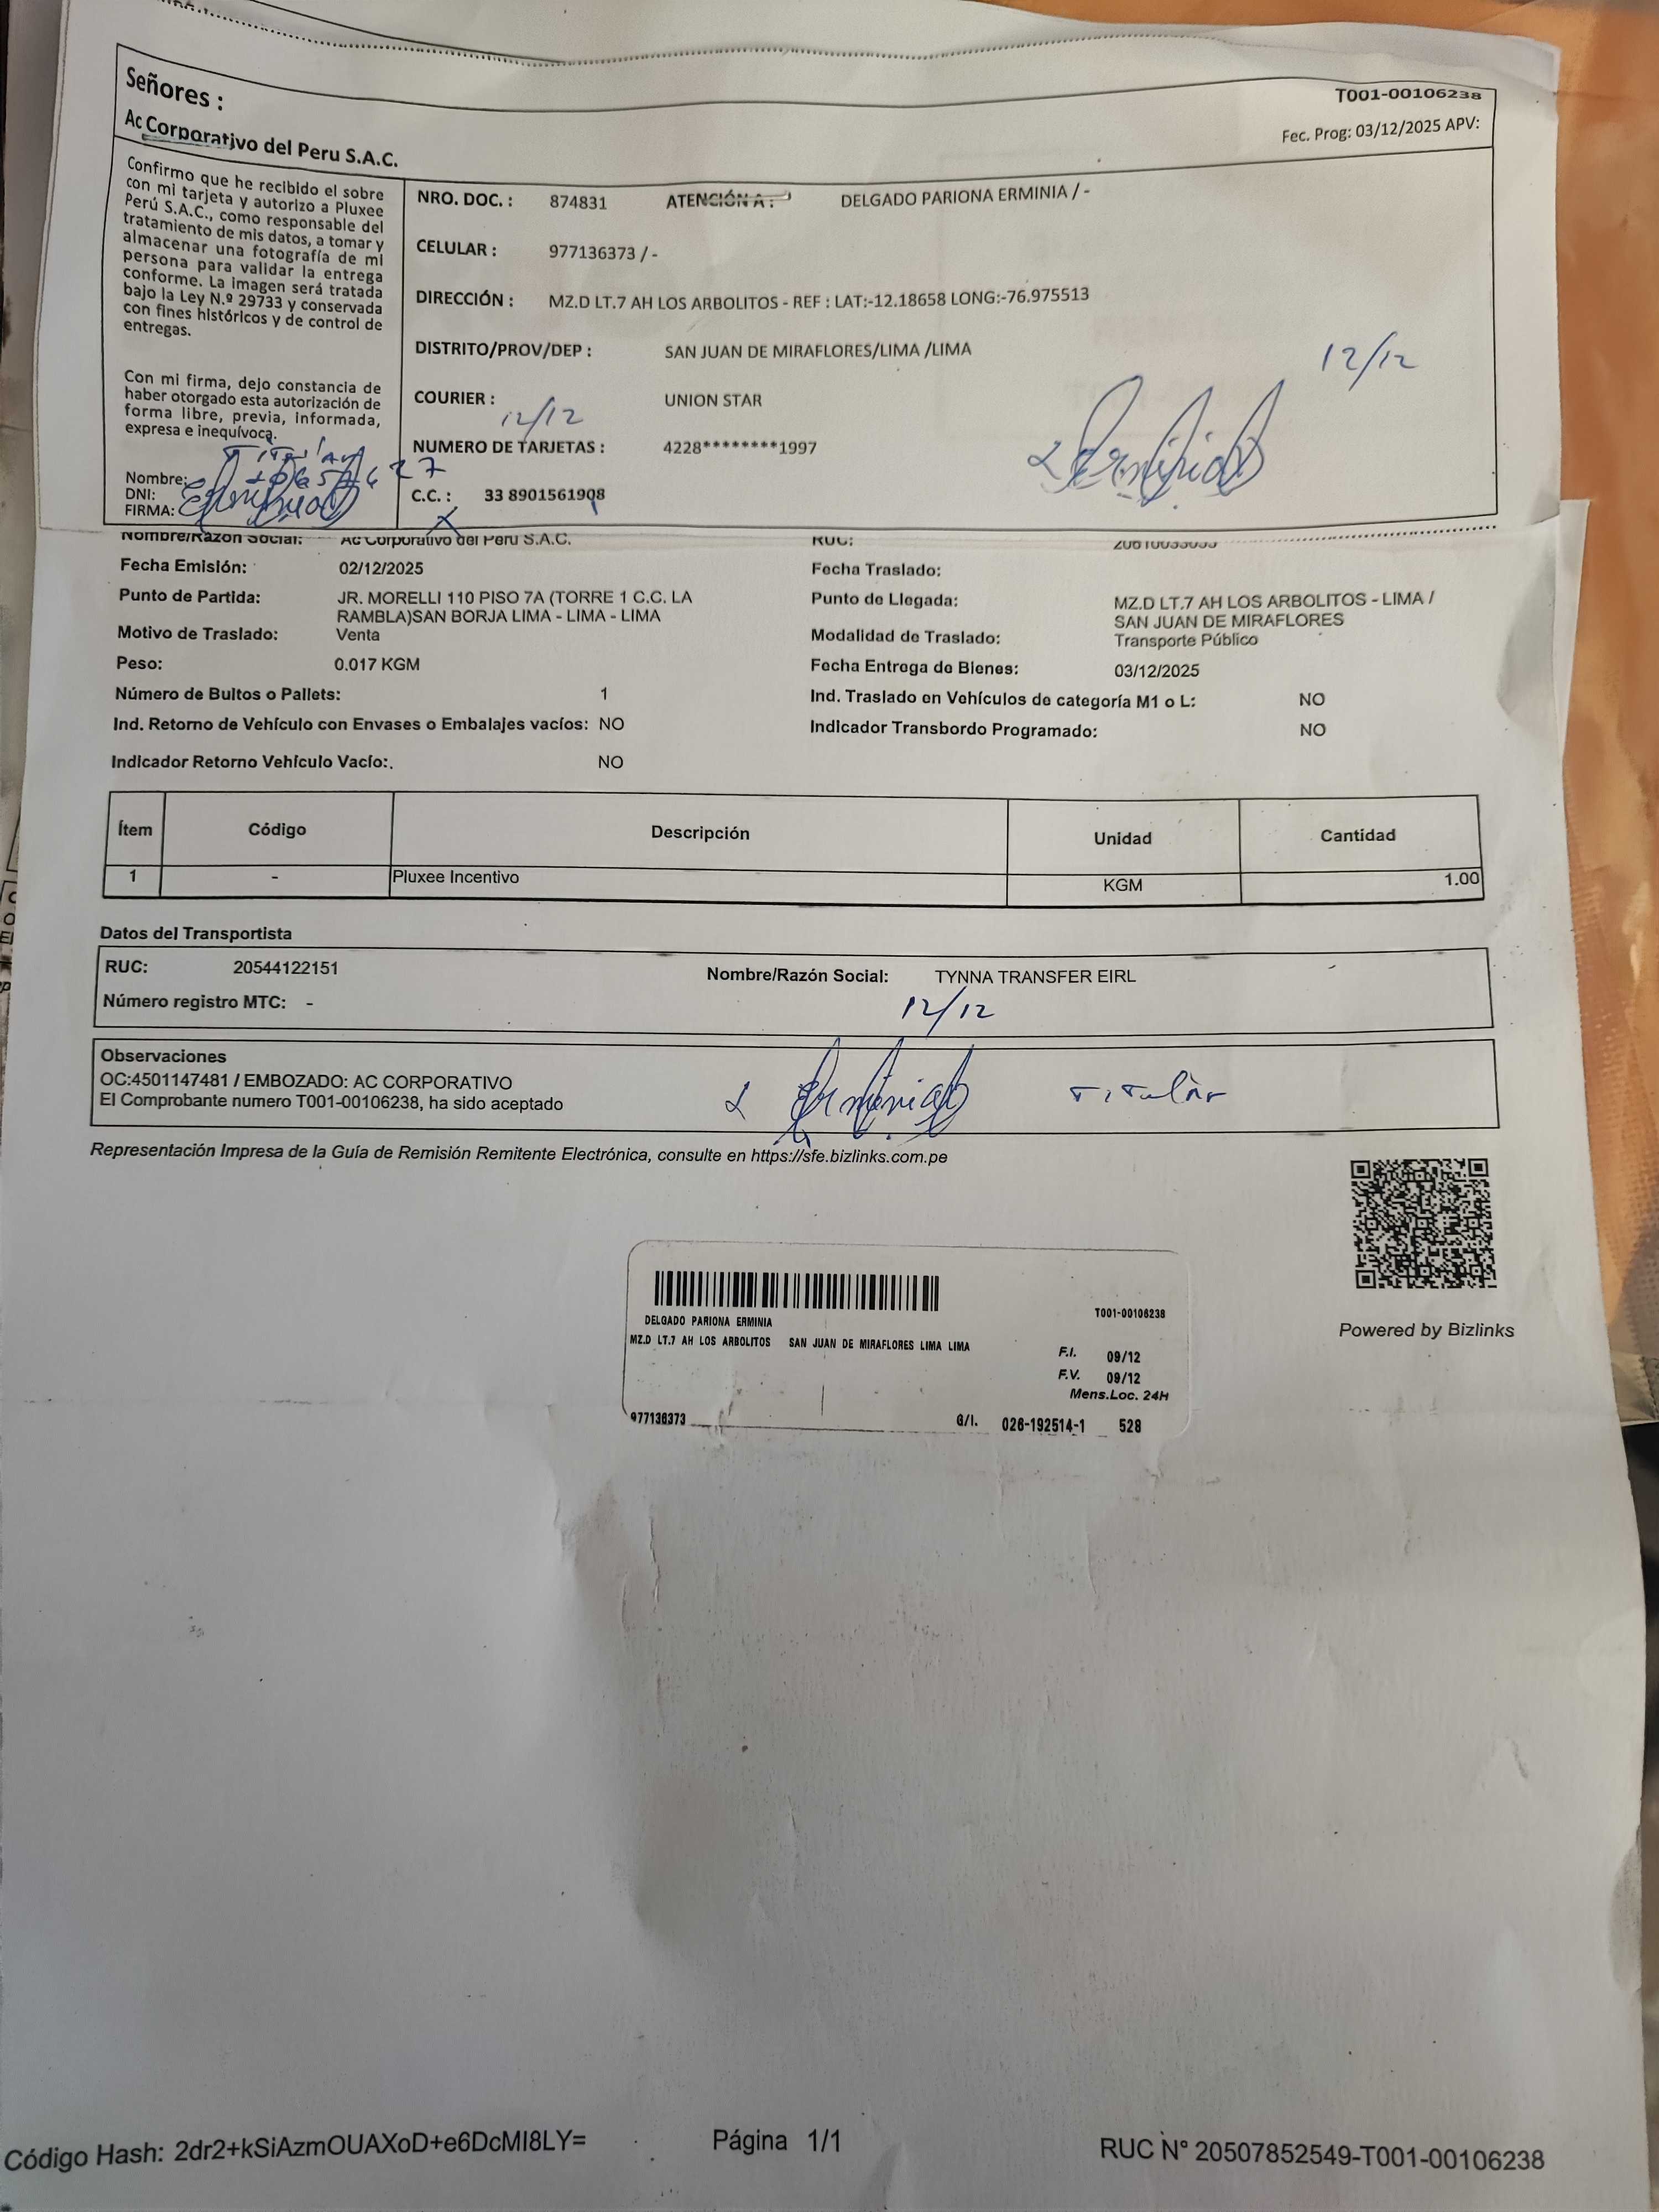 Señores :
Ac Corporativo del Peru S.A.C.
T001-00106238
Fec. Prog: 03/12/2025 APV:
Confirmo que he recibido el sobre
con mi tarjeta y autorizo a Pluxee
Perú S.A.C., como responsable del
tratamiento de mis datos, a tomar y
almacenar una fotografía de mi
persona para validar la entrega
conforme. La imagen será tratada
bajo la Ley N.º 29733 y conservada
con fines históricos y de control de
entregas.
Con mi firma, dejo constancia de
haber otorgado esta autorización de
forma libre, previa, informada,
expresa e inequívoca.
Titular
Nombre:
DNI:
FIRMA:
NRO. DOC. : 874831 ATENCIÓN A : DELGADO PARIONA ERMINIA / -
CELULAR : 977136373 / -
DIRECCIÓN : MZ.D LT.7 AH LOS ARBOLITOS - REF : LAT:-12.18658 LONG:-76.975513
DISTRITO/PROV/DEP : SAN JUAN DE MIRAFLORES/LIMA /LIMA
12/12
COURIER : UNION STAR
12/12
NUMERO DE TARJETAS : 4228********1997
Erminia
C.C. : 33 8901561908
Nombre/Razón Social: Ac Corporativo del Peru S.A.C. RUC:
Fecha Emisión: 02/12/2025 Fecha Traslado:
Punto de Partida: JR. MORELLI 110 PISO 7A (TORRE 1 C.C. LA
RAMBLA)SAN BORJA LIMA - LIMA - LIMA
Punto de Llegada: MZ.D LT.7 AH LOS ARBOLITOS - LIMA /
SAN JUAN DE MIRAFLORES
Motivo de Traslado: Venta Modalidad de Traslado: Transporte Público
Peso: 0.017 KGM Fecha Entrega de Bienes: 03/12/2025
Número de Bultos o Pallets: 1 Ind. Traslado en Vehículos de categoría M1 o L: NO
Ind. Retorno de Vehículo con Envases o Embalajes vacíos: NO Indicador Transbordo Programado: NO
Indicador Retorno Vehículo Vacío:. NO
Ítem Código Descripción Unidad Cantidad
1 - Pluxee Incentivo KGM 1.00
Datos del Transportista
RUC: 20544122151 Nombre/Razón Social: TYNNA TRANSFER EIRL
Número registro MTC: -
12/12
Observaciones
OC:4501147481 / EMBOZADO: AC CORPORATIVO
El Comprobante numero T001-00106238, ha sido aceptado
Erminia Titular
Representación Impresa de la Guía de Remisión Remitente Electrónica, consulte en https://sfe.bizlinks.com.pe
Powered by Bizlinks
DELGADO PARIONA ERMINIA T001-00106238
MZ.D LT.7 AH LOS ARBOLITOS SAN JUAN DE MIRAFLORES LIMA LIMA
F.I. 09/12
F.V. 09/12
Mens.Loc. 24H
977136373 G/I. 026-192514-1 528
Código Hash: 2dr2+kSiAzmOUAXoD+e6DcMI8LY= Página 1/1 RUC N° 20507852549-T001-00106238